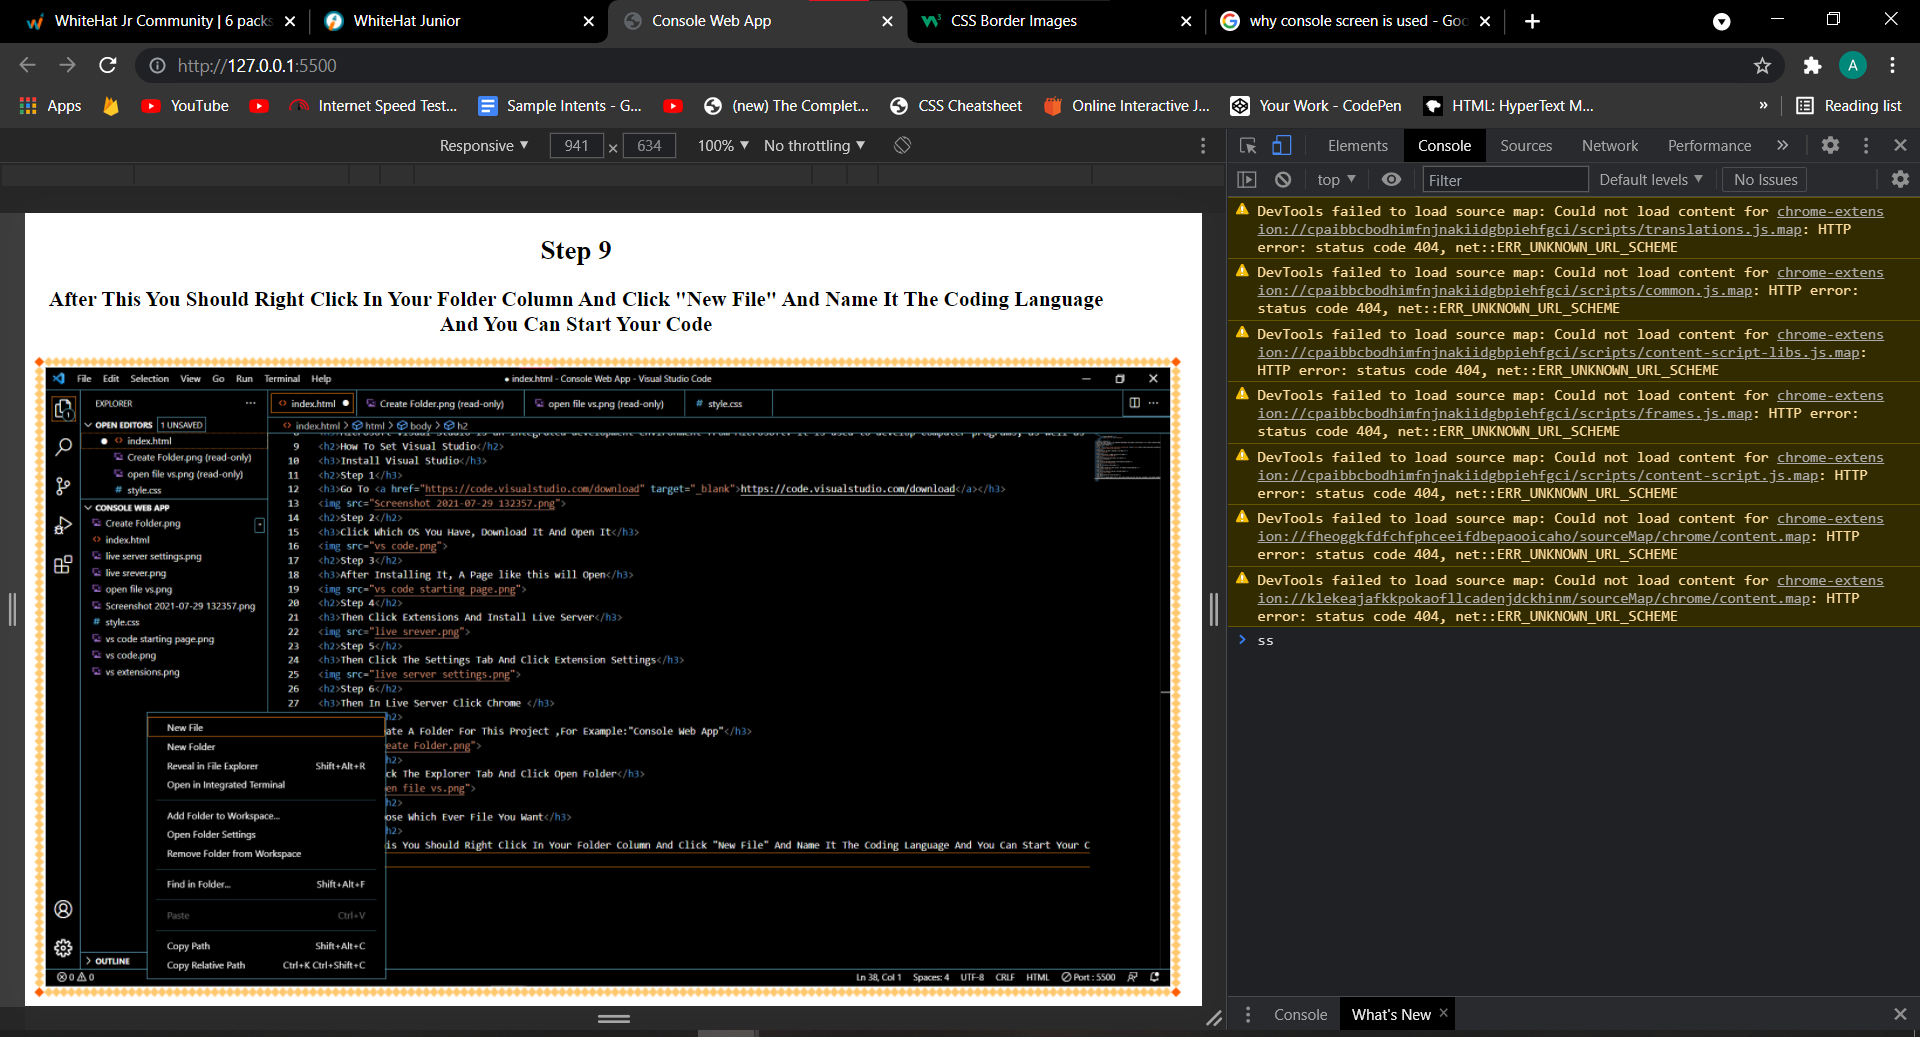 WhiteHat Jr Community | 6 packs
WhiteHat Junior
Console Web App
CSS Border Images
why console screen is used - Goo
http://127.0.0.1:5500
A
Apps
YouTube
Internet Speed Test...
Sample Intents - G...
(new) The Complet...
CSS Cheatsheet
Online Interactive J...
Your Work - CodePen
HTML: HyperText M...
»
Reading list
Responsive ▼ 941 × 634 100% ▼ No throttling ▼
Elements Console Sources Network Performance »
top ▼ Filter Default levels ▼ No Issues
Step 9
After This You Should Right Click In Your Folder Column And Click "New File" And Name It The Coding Language
And You Can Start Your Code
File Edit Selection View Go Run Terminal Help
● index.html - Console Web App - Visual Studio Code
EXPLORER ...
index.html ●
Create Folder.png (read-only)
open file vs.png (read-only)
# style.css
OPEN EDITORS 1 UNSAVED
● index.html
Create Folder.png (read-only)
open file vs.png (read-only)
# style.css
CONSOLE WEB APP
Create Folder.png
index.html
live server settings.png
live srever.png
open file vs.png
Screenshot 2021-07-29 132357.png
# style.css
vs code starting page.png
vs code.png
vs extensions.png
index.html > html > body > h2
9 <h2>How To Set Visual Studio</h2>
10 <h3>Install Visual Studio</h3>
11 <h2>Step 1</h3>
12 <h3>Go To <a href="https://code.visualstudio.com/download" target="_blank">https://code.visualstudio.com/download</a></h3>
13 <img src="Screenshot 2021-07-29 132357.png">
14 <h2>Step 2</h2>
15 <h3>Click Which OS You Have, Download It And Open It</h3>
16 <img src="vs code.png">
17 <h2>Step 3</h2>
18 <h3>After Installing It, A Page like this will Open</h3>
19 <img src="vs code starting page.png">
20 <h2>Step 4</h2>
21 <h3>Then Click Extensions And Install Live Server</h3>
22 <img src="live srever.png">
23 <h2>Step 5</h2>
24 <h3>Then Click The Settings Tab And Click Extension Settings</h3>
25 <img src="live server settings.png">
26 <h2>Step 6</h2>
27 <h3>Then In Live Server Click Chrome </h3>
h2>
ate A Folder For This Project ,For Example:"Console Web App"</h3>
eate Folder.png">
h2>
ck The Explorer Tab And Click Open Folder</h3>
en file vs.png">
h2>
ose Which Ever File You Want</h3>
h2>
is You Should Right Click In Your Folder Column And Click "New File" And Name It The Coding Language And You Can Start Your C
New File
New Folder
Reveal in File Explorer Shift+Alt+R
Open in Integrated Terminal
Add Folder to Workspace...
Open Folder Settings
Remove Folder from Workspace
Find in Folder... Shift+Alt+F
Paste Ctrl+V
Copy Path Shift+Alt+C
Copy Relative Path Ctrl+K Ctrl+Shift+C
> OUTLINE
0 0
Ln 38, Col 1 Spaces: 4 UTF-8 CRLF HTML Port : 5500
DevTools failed to load source map: Could not load content for chrome-extens
ion://cpaibbcbodhimfnjnakiidgbpiehfgci/scripts/translations.js.map: HTTP
error: status code 404, net::ERR_UNKNOWN_URL_SCHEME
DevTools failed to load source map: Could not load content for chrome-extens
ion://cpaibbcbodhimfnjnakiidgbpiehfgci/scripts/common.js.map: HTTP error:
status code 404, net::ERR_UNKNOWN_URL_SCHEME
DevTools failed to load source map: Could not load content for chrome-extens
ion://cpaibbcbodhimfnjnakiidgbpiehfgci/scripts/content-script-libs.js.map:
HTTP error: status code 404, net::ERR_UNKNOWN_URL_SCHEME
DevTools failed to load source map: Could not load content for chrome-extens
ion://cpaibbcbodhimfnjnakiidgbpiehfgci/scripts/frames.js.map: HTTP error:
status code 404, net::ERR_UNKNOWN_URL_SCHEME
DevTools failed to load source map: Could not load content for chrome-extens
ion://cpaibbcbodhimfnjnakiidgbpiehfgci/scripts/content-script.js.map: HTTP
error: status code 404, net::ERR_UNKNOWN_URL_SCHEME
DevTools failed to load source map: Could not load content for chrome-extens
ion://fheoggkfdfchfphceeifdbepaooicaho/sourceMap/chrome/content.map: HTTP
error: status code 404, net::ERR_UNKNOWN_URL_SCHEME
DevTools failed to load source map: Could not load content for chrome-extens
ion://klekeajafkkpokaofllcadenjdckhinm/sourceMap/chrome/content.map: HTTP
error: status code 404, net::ERR_UNKNOWN_URL_SCHEME
> ss
Console What's New